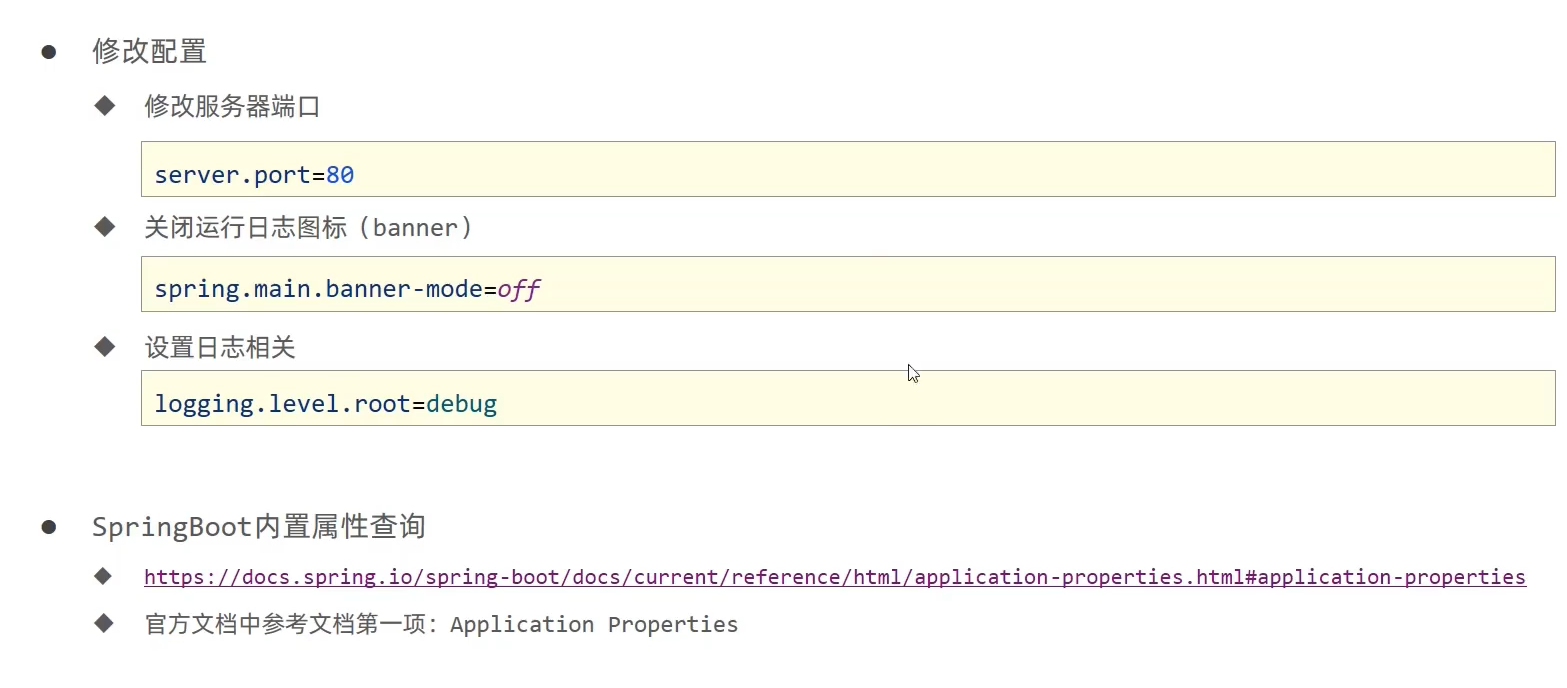 修改配置
修改服务器端口
server.port=80
关闭运行日志图标（banner）
spring.main.banner-mode=off
设置日志相关
logging.level.root=debug
SpringBoot内置属性查询
https://docs.spring.io/spring-boot/docs/current/reference/html/application-properties.html#application-properties
官方文档中参考文档第一项：Application Properties